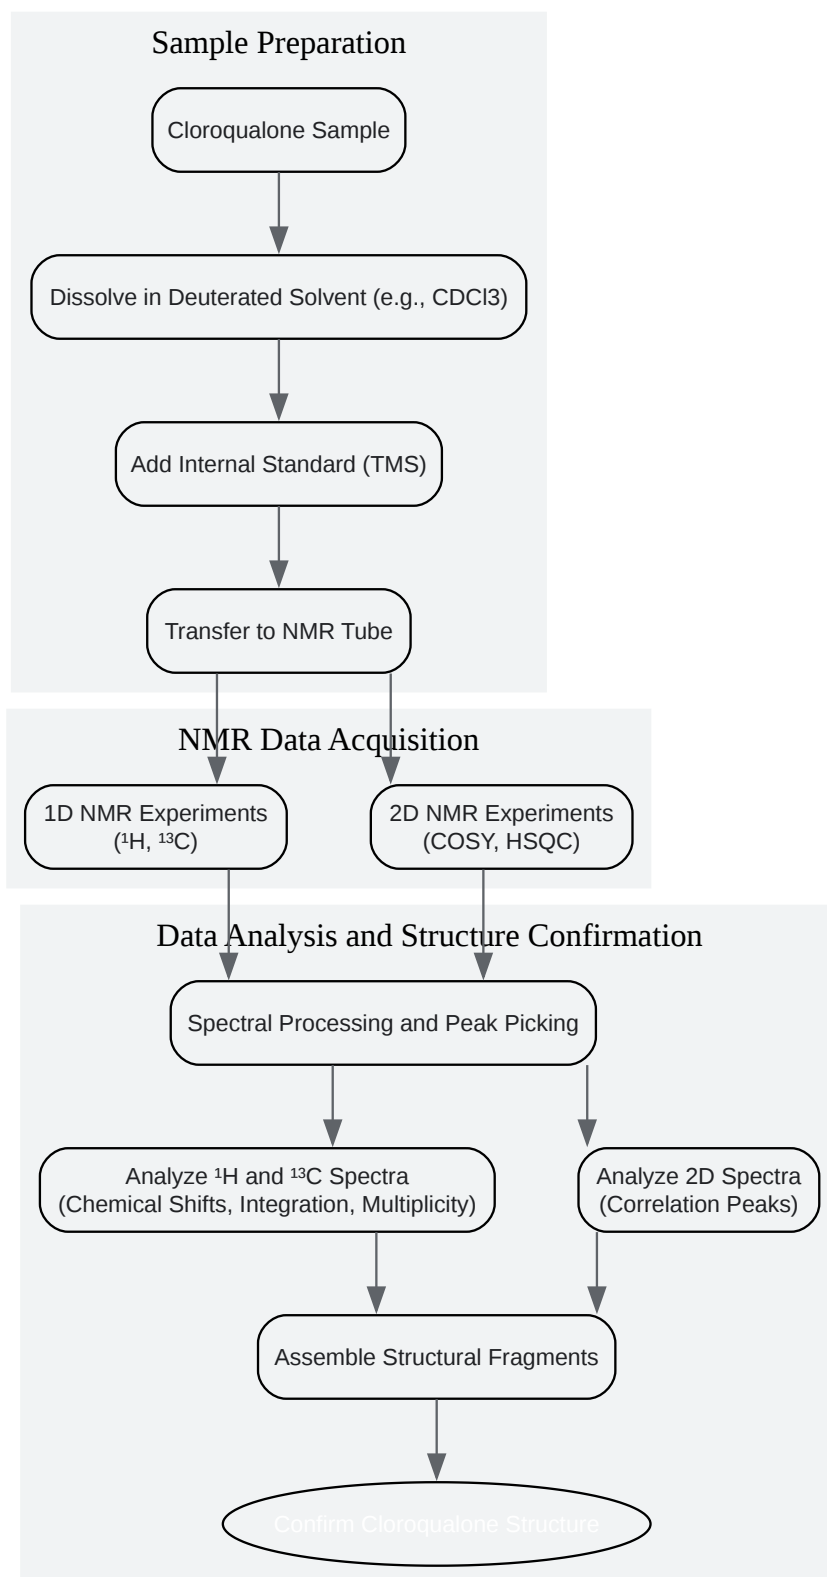 Sample Preparation
Cloroqualone Sample
Dissolve in Deuterated Solvent (e.g., CDCl3)
Add Internal Standard (TMS)
Transfer to NMR Tube
NMR Data Acquisition
1D NMR Experiments
(¹H, ¹³C)
2D NMR Experiments
(COSY, HSQC)
Data Analysis and Structure Confirmation
Spectral Processing and Peak Picking
Analyze ¹H and ¹³C Spectra
(Chemical Shifts, Integration, Multiplicity)
Analyze 2D Spectra
(Correlation Peaks)
Assemble Structural Fragments
Confirm Cloroqualone Structure